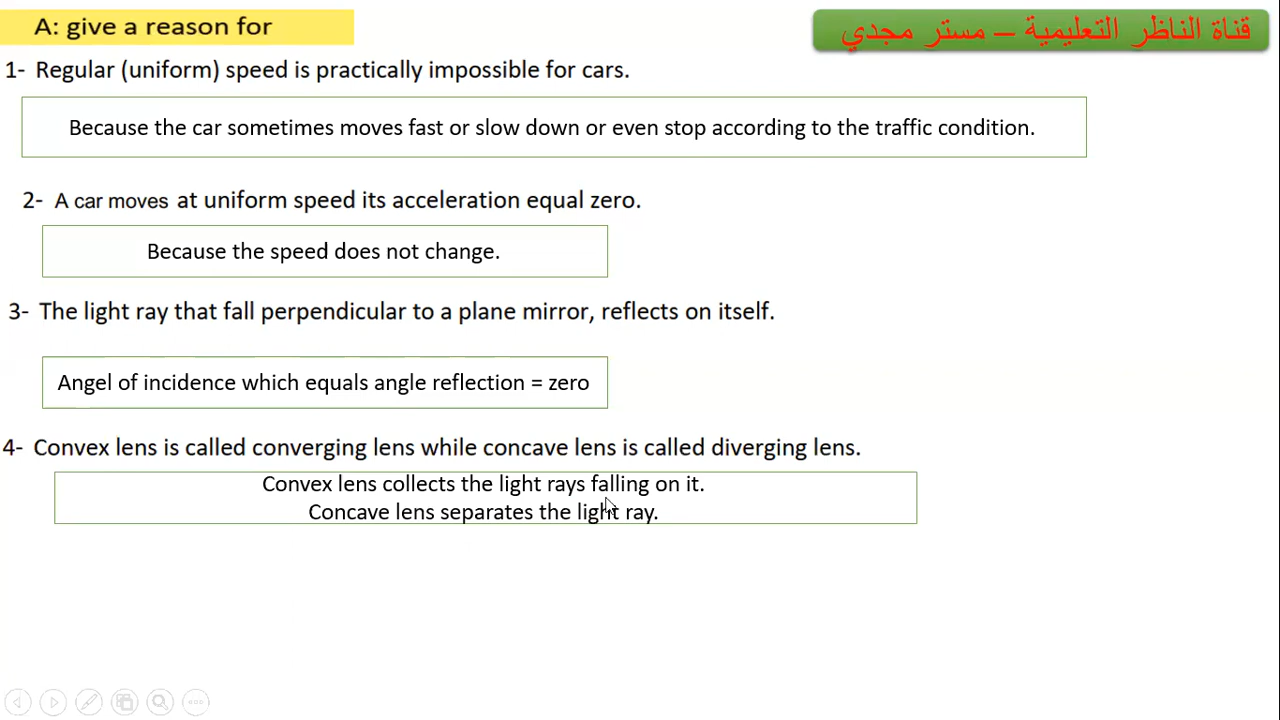 A: give a reason for
قناة الناظر التعليمية – مستر مجدي
1- Regular (uniform) speed is practically impossible for cars.
Because the car sometimes moves fast or slow down or even stop according to the traffic condition.
2- A car moves at uniform speed its acceleration equal zero.
Because the speed does not change.
3- The light ray that fall perpendicular to a plane mirror, reflects on itself.
Angel of incidence which equals angle reflection = zero
4- Convex lens is called converging lens while concave lens is called diverging lens.
Convex lens collects the light rays falling on it.
Concave lens separates the light ray.